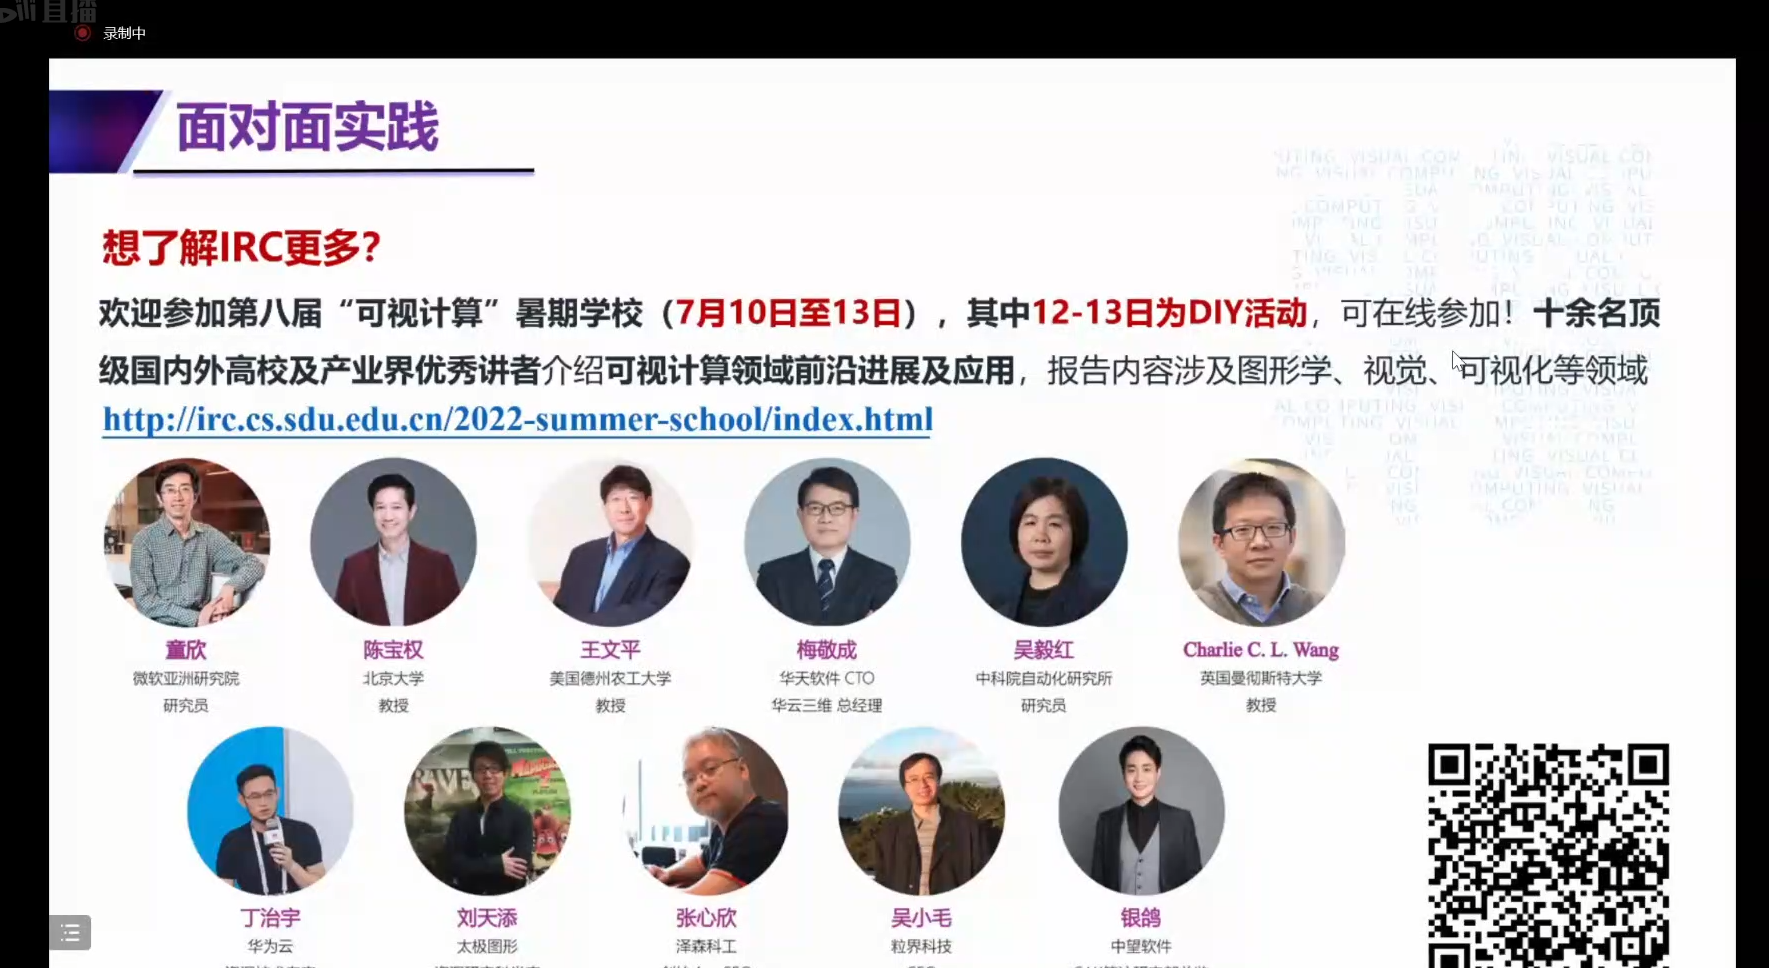 直播
录制中
面对面实践
想了解IRC更多？
欢迎参加第八届“可视计算”暑期学校（7月10日至13日），其中12-13日为DIY活动，可在线参加！十余名顶
级国内外高校及产业界优秀讲者介绍可视计算领域前沿进展及应用，报告内容涉及图形学、视觉、可视化等领域
http://irc.cs.sdu.edu.cn/2022-summer-school/index.html
童欣 陈宝权 王文平 梅敬成 吴毅红 Charlie C. L. Wang
微软亚洲研究院 北京大学 美国德州农工大学 华天软件 CTO 中科院自动化研究所 英国曼彻斯特大学
研究员 教授 教授 华云三维 总经理 研究员 教授
丁治宇 刘天添 张心欣 吴小毛 银鸽
华为云 太极图形 泽森科工 粒界科技 中望软件